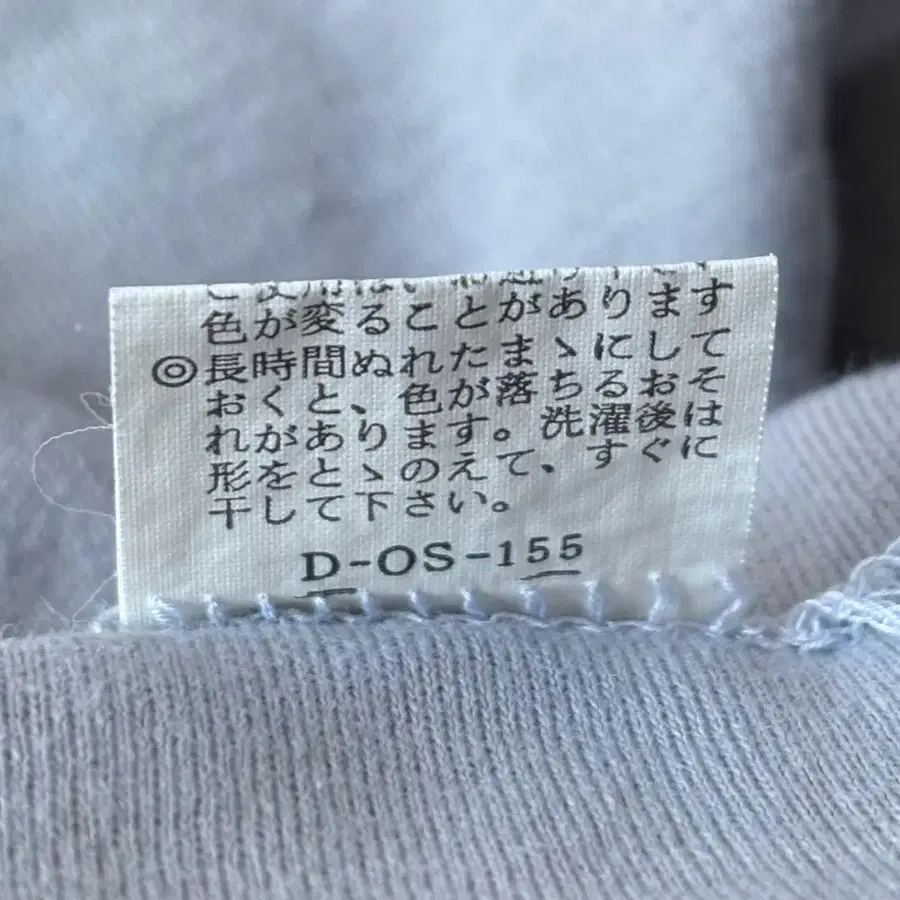 色が変ることがあります
◎長時間ぬれたまゝにして
おくと、色が落ちるおそ
れがあります。洗濯後は
形をとゝのえて、すぐに
干して下さい。
D-OS-155